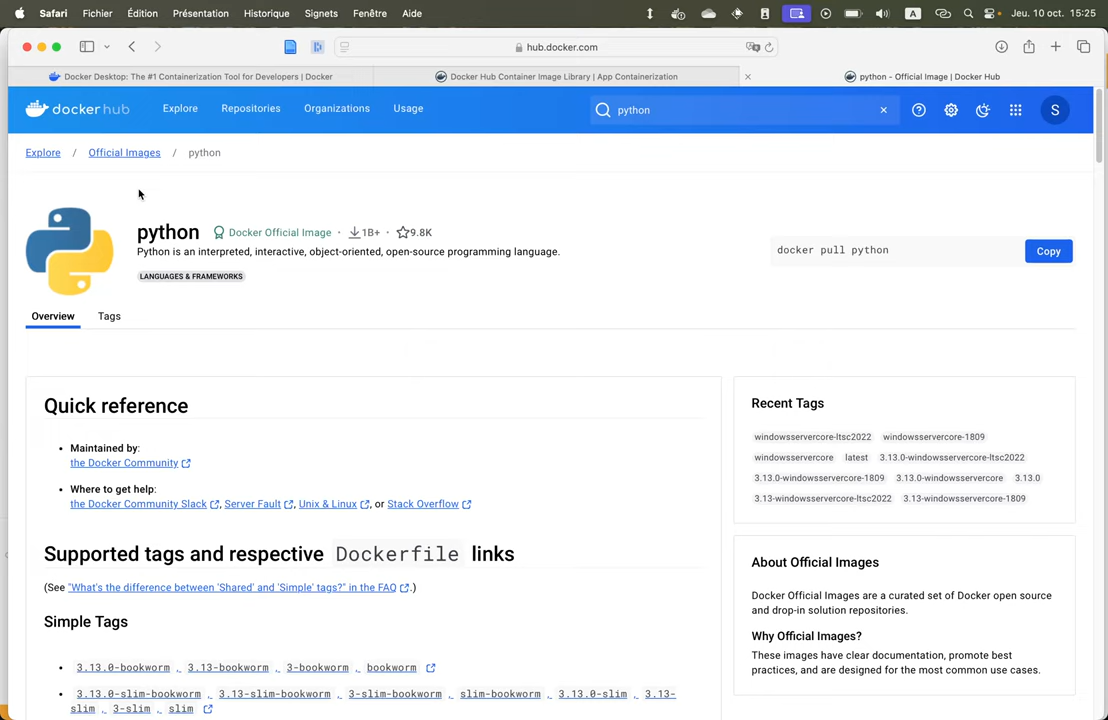 Safari Fichier Édition Présentation Historique Signets Fenêtre Aide A Jeu. 10 oct. 15:25
hub.docker.com
Docker Desktop: The #1 Containerization Tool for Developers | Docker
Docker Hub Container Image Library | App Containerization
python - Official Image | Docker Hub
docker hub Explore Repositories Organizations Usage python S
Explore / Official Images / python
python Docker Official Image · 1B+ · 9.8K
Python is an interpreted, interactive, object-oriented, open-source programming language.
LANGUAGES & FRAMEWORKS
docker pull python Copy
Overview Tags
Quick reference
• Maintained by:
the Docker Community
• Where to get help:
the Docker Community Slack, Server Fault, Unix & Linux, or Stack Overflow
Supported tags and respective Dockerfile links
(See "What's the difference between 'Shared' and 'Simple' tags?" in the FAQ.)
Simple Tags
• 3.13.0-bookworm, 3.13-bookworm, 3-bookworm, bookworm
• 3.13.0-slim-bookworm, 3.13-slim-bookworm, 3-slim-bookworm, slim-bookworm, 3.13.0-slim, 3.13-
slim, 3-slim, slim
Recent Tags
windowsservercore-ltsc2022 windowsservercore-1809
windowsservercore latest 3.13.0-windowsservercore-ltsc2022
3.13.0-windowsservercore-1809 3.13.0-windowsservercore 3.13.0
3.13-windowsservercore-ltsc2022 3.13-windowsservercore-1809
About Official Images
Docker Official Images are a curated set of Docker open source
and drop-in solution repositories.
Why Official Images?
These images have clear documentation, promote best
practices, and are designed for the most common use cases.